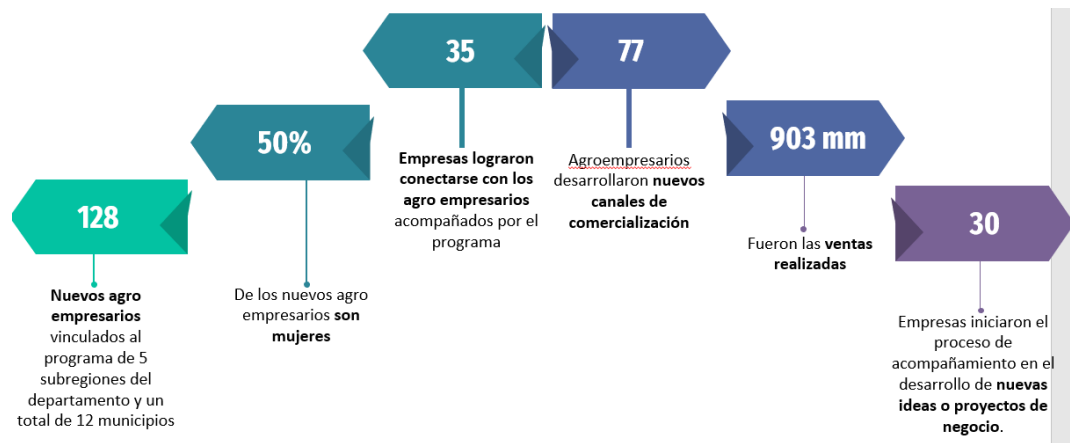 128
Nuevos agro
empresarios
vinculados al
programa de 5
subregiones del
departamento y un
total de 12 municipios
50%
De los nuevos agro
empresarios son
mujeres
35
Empresas lograron
conectarse con los
agro empresarios
acompañados por el
programa
77
Agroempresarios
desarrollaron nuevos
canales de
comercialización
903 mm
Fueron las ventas
realizadas
30
Empresas iniciaron el
proceso de
acompañamiento en el
desarrollo de nuevas
ideas o proyectos de
negocio.